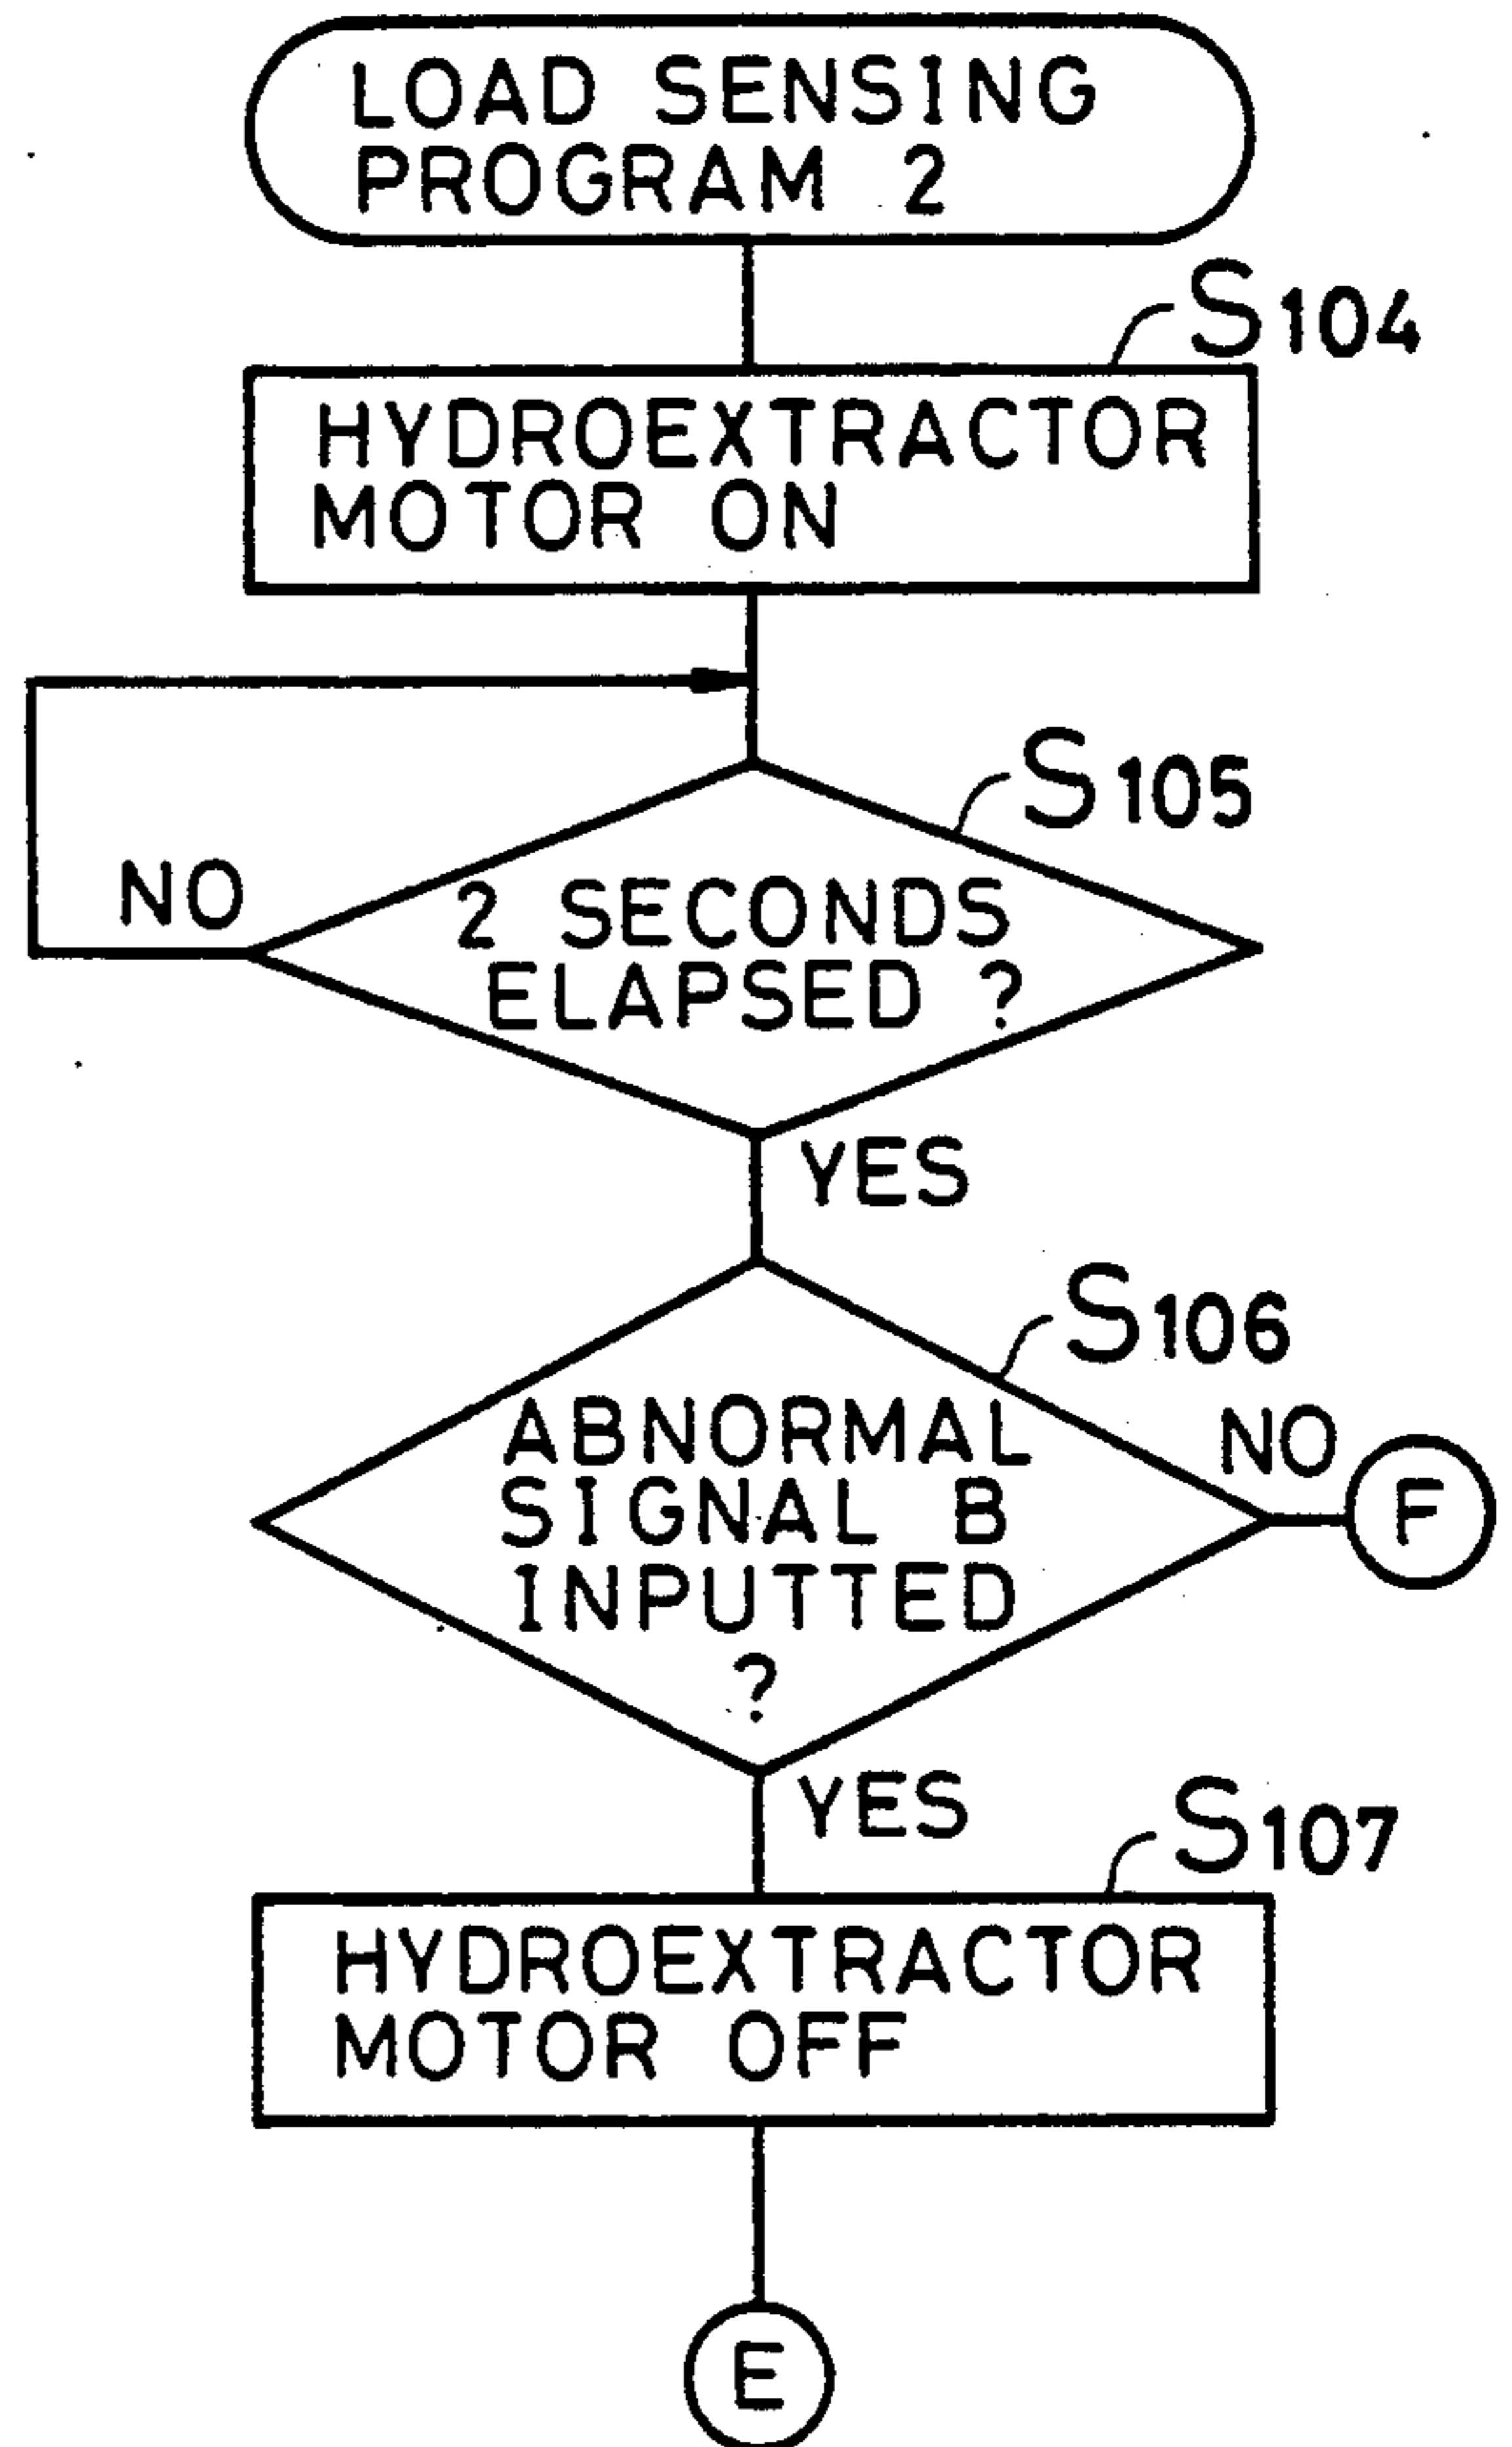 LOAD SENSING
PROGRAM 2
S104
HYDROEXTRACTOR
MOTOR ON
S105
NO
2 SECONDS
ELAPSED ?
YES
S106
ABNORMAL
SIGNAL B
INPUTTED
?
NO
F
YES
S107
HYDROEXTRACTOR
MOTOR OFF
E